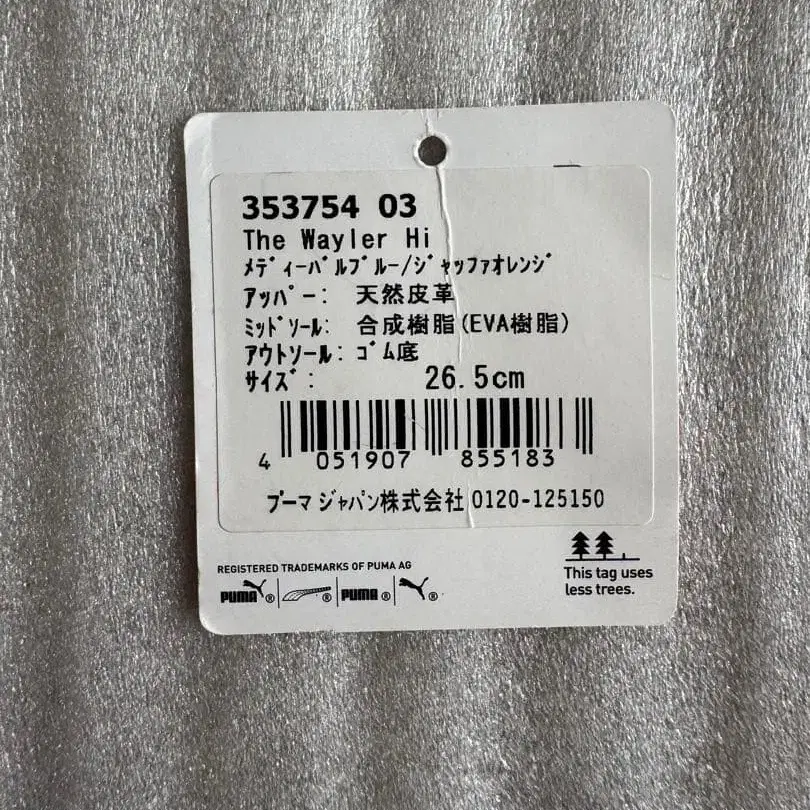 353754 03
The Wayler Hi
ﾒﾃﾞｨｰﾊﾞﾙﾌﾞﾙｰ/ｼﾞｬｯﾌｧｵﾚﾝｼﾞ
ｱｯﾊﾟｰ: 天然皮革
ﾐｯﾄﾞｿｰﾙ: 合成樹脂(EVA樹脂)
ｱｳﾄｿｰﾙ: ｺﾞﾑ底
ｻｲｽﾞ: 26.5cm
4 051907 855183
プーマ ジャパン株式会社 0120-125150
REGISTERED TRADEMARKS OF PUMA AG
PUMA® ® PUMA® ®
This tag uses
less trees.